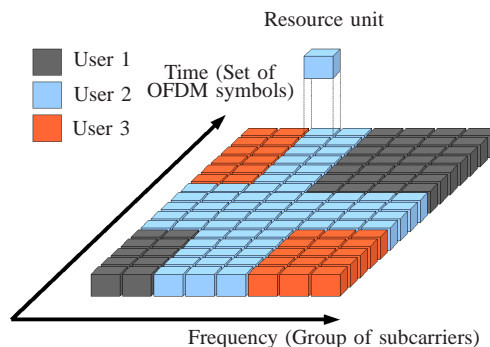 Resource unit
User 1
User 2
User 3
Time (Set of
OFDM symbols)
Frequency (Group of subcarriers)